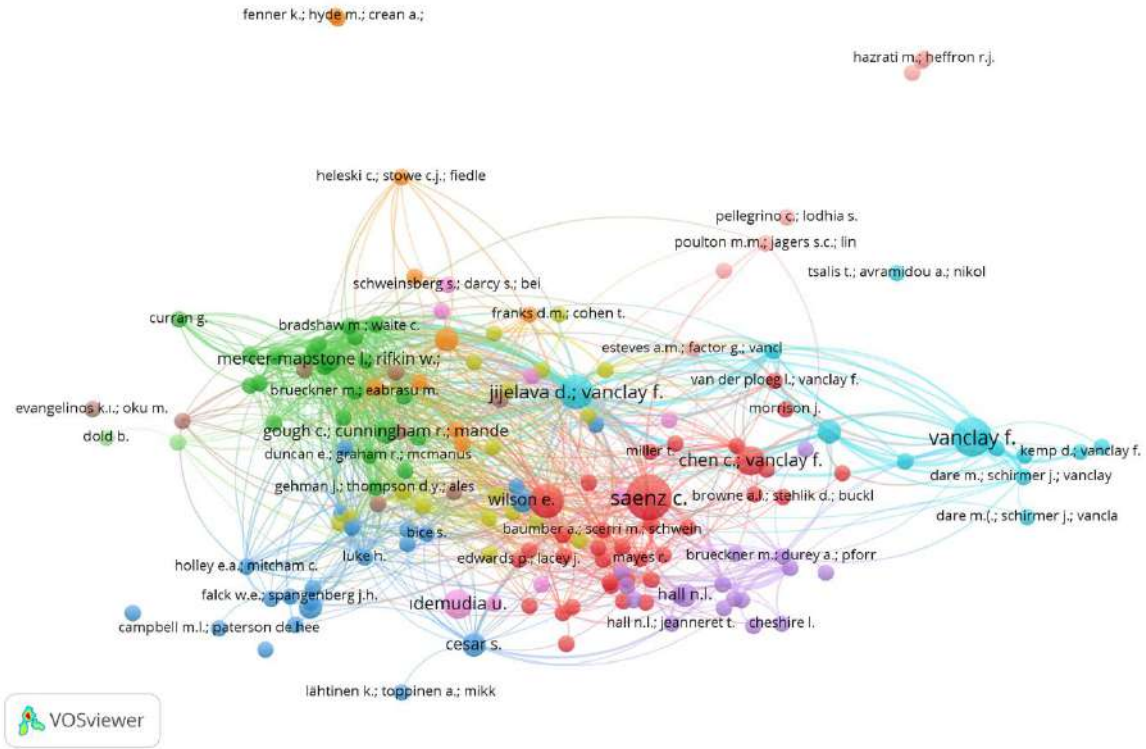 fenner k.; hyde m.; crean a.;
hazrati m.; heffron r.j.
heleski c.; stowe c.j.; fiedle
pellegrino c.; lodhia s.
poulton m.m.; jagers s.c.; lin
tsalis t.; avramidou a.; nikol
schweinsberg s.; darcy s.; bei
curran g.
bradshaw m.; waite c.
franks d.m.; cohen t.
mercer-mapstone l.; rifkin w.;
esteves a.m.; factor g.; vancl
van der ploeg l.; vanclay f.
brueckner m.; eabrasu m.
jijelava d.; vanclay f.
evangelinos k.ı.; oku m.
morrison j.
dold b.
gough c.; cunningham r.; mande
vanclay f.
duncan e.; graham r.; mcmanus
miller t.
chen c.; vanclay f.
kemp d.; vanclay f.
dare m.; schirmer j.; vanclay
gehman j.; thompson d.y.; ales
wilson e.
saenz c.
browne a.l.; stehlik d.; buckl
dare m.(.; schirmer j.; vancla
bice s.
baumber a.; scerri m.; schwein
luke h.
edwards p.; lacey j.
mayes r.
brueckner m.; durey a.; pforr
holley e.a.; mitcham c.
falck w.e.; spangenberg j.h.
ıdemudia u.
hall n.l.
campbell m.l.; paterson de hee
hall n.l.; jeanneret t.
cheshire l.
cesar s.
lähtinen k.; toppinen a.; mikk
VOSviewer